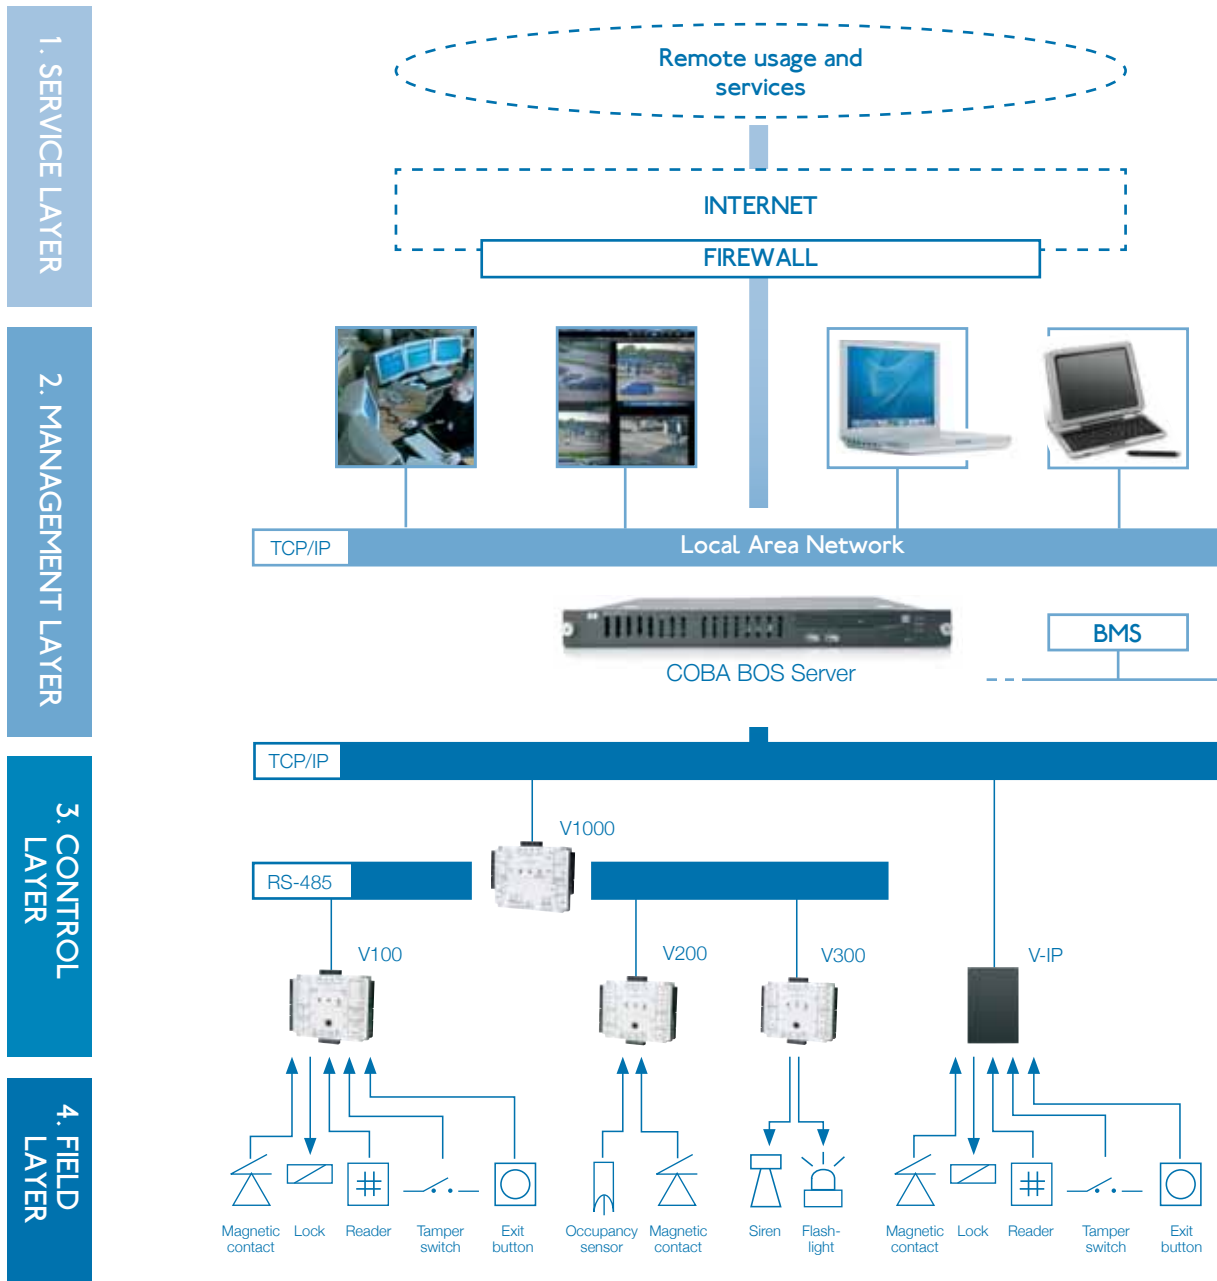 1. SERVICE LAYER
Remote usage and
services
INTERNET
FIREWALL
2. MANAGEMENT LAYER
TCP/IP
Local Area Network
COBA BOS Server
BMS
3. CONTROL
LAYER
TCP/IP
V1000
RS-485
V100
V200
V300
V-IP
4. FIELD
LAYER
Magnetic
contact
Lock
Reader
Tamper
switch
Exit
button
Occupancy
sensor
Magnetic
contact
Siren
Flash-
light
Magnetic
contact
Lock
Reader
Tamper
switch
Exit
button